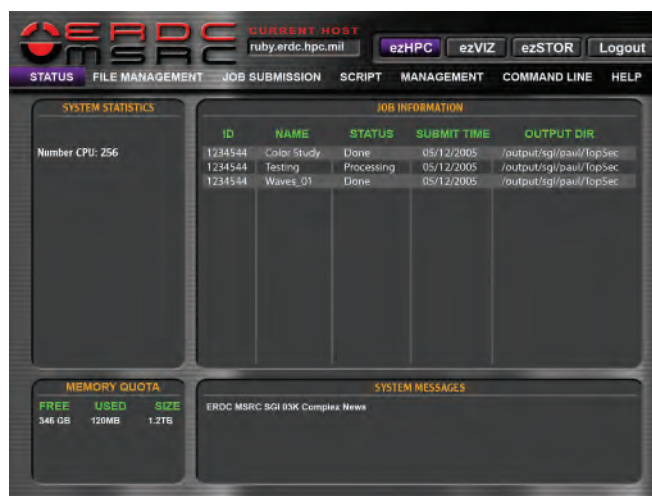 ERDC
MSRC
CURRENT HOST
ruby.erdc.hpc.mil
ezHPC ezVIZ ezSTOR Logout
STATUS FILE MANAGEMENT JOB SUBMISSION SCRIPT MANAGEMENT COMMAND LINE HELP
SYSTEM STATISTICS
Number CPU: 256
JOB INFORMATION
ID NAME STATUS SUBMIT TIME OUTPUT DIR
1234544 Color Study Done 05/12/2005 /output/sgi/paul/TopSec
1234544 Testing Processing 05/12/2005 /output/sgi/paul/TopSec
1234544 Waves_01 Done 05/12/2005 /output/sgi/paul/TopSec
MEMORY QUOTA
FREE USED SIZE
346 GB 120MB 1.2TB
SYSTEM MESSAGES
ERDC MSRC SGI 03K Complex News